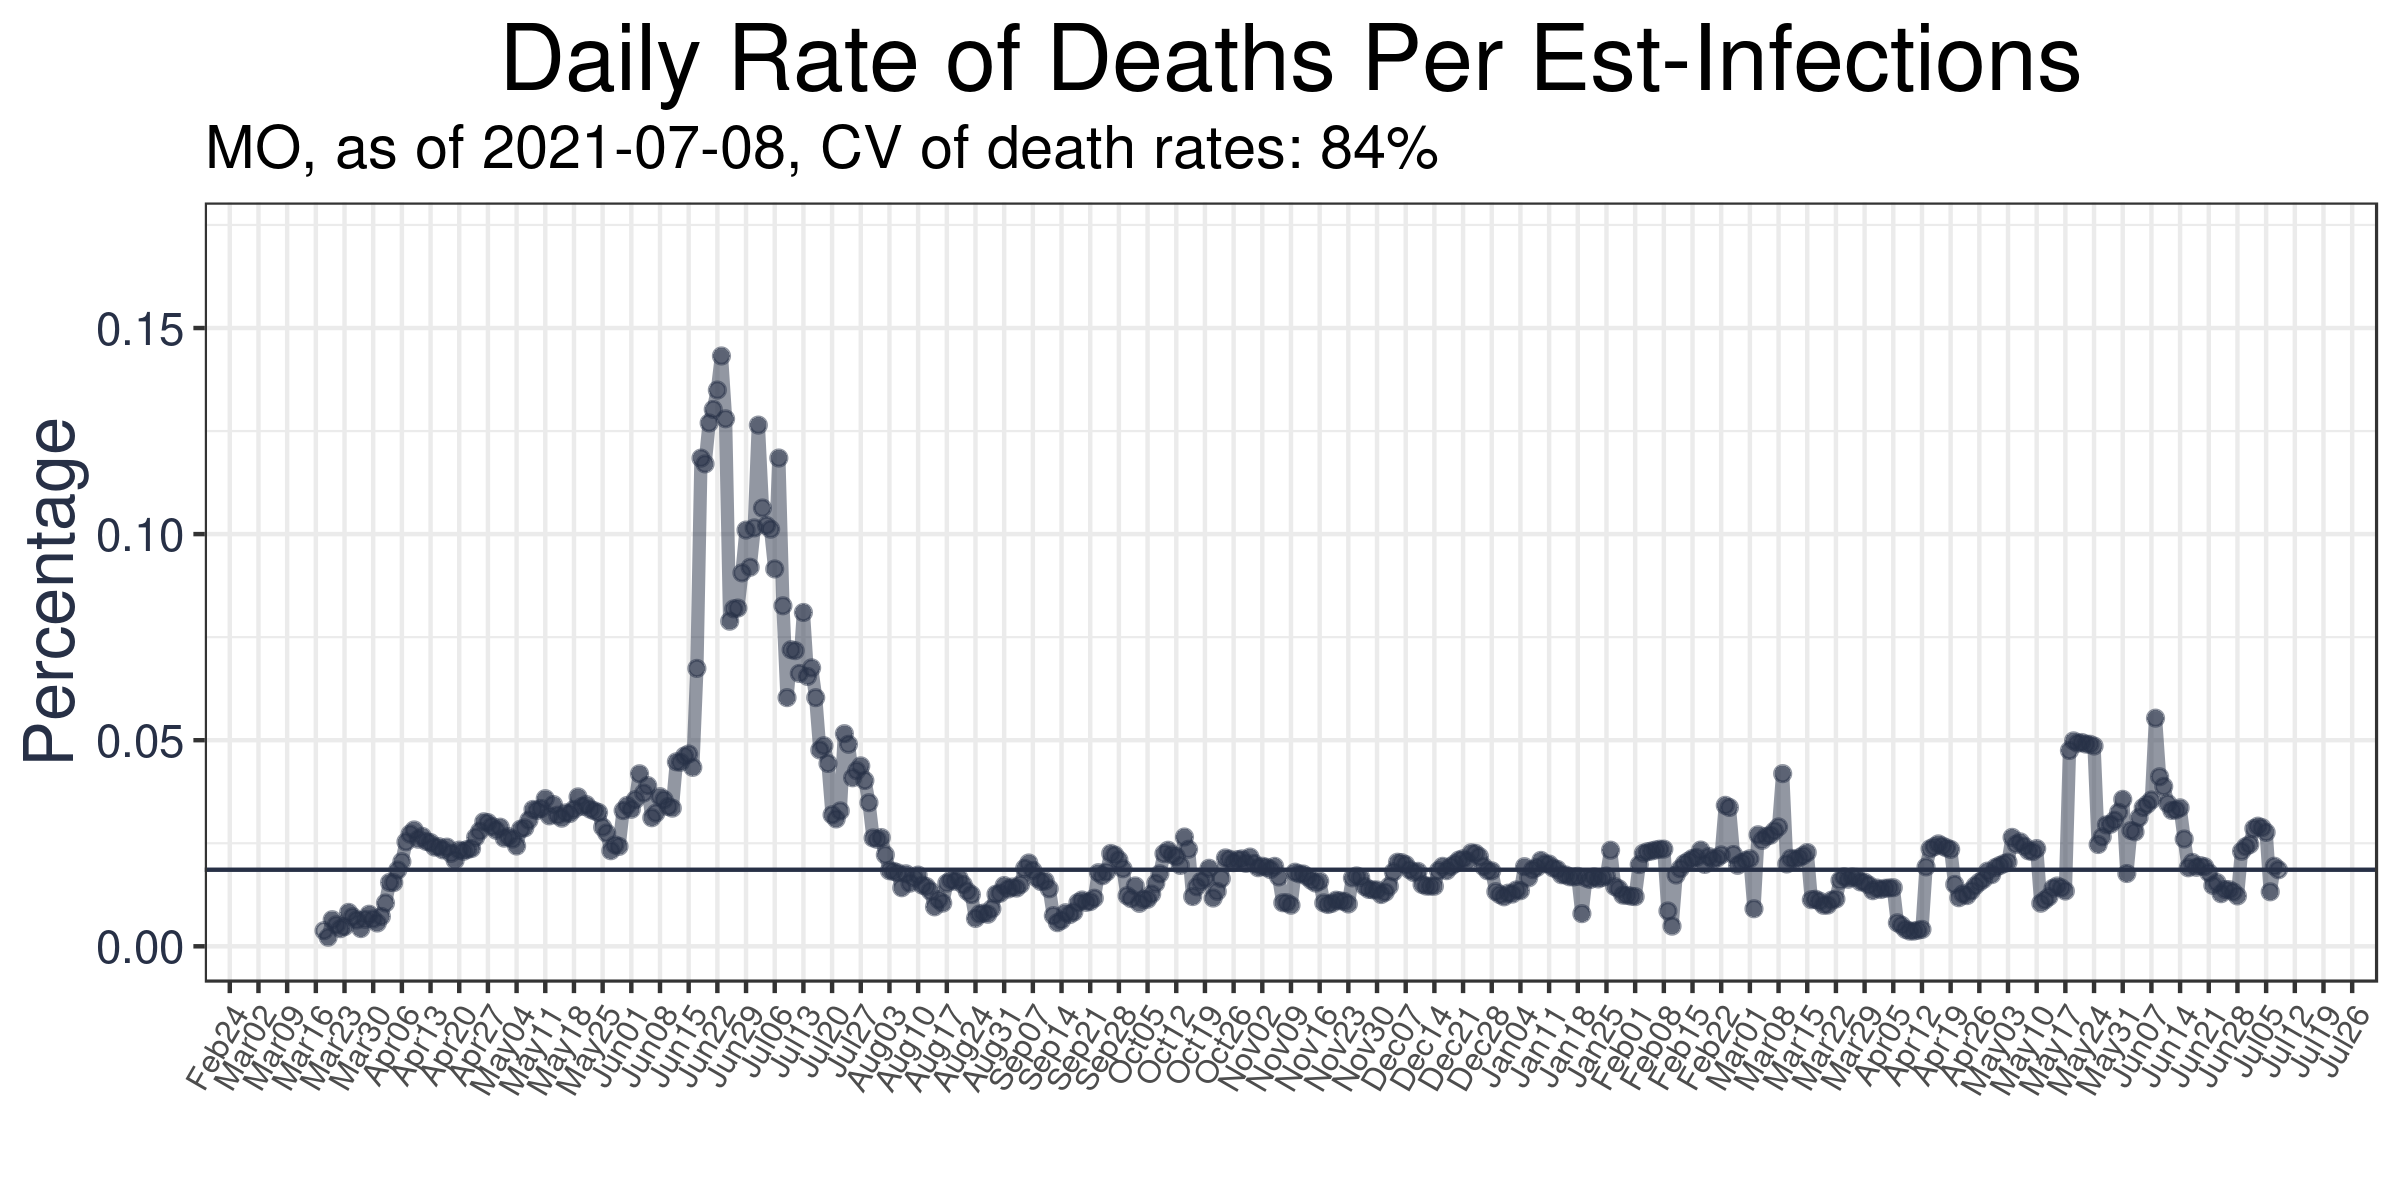 Daily Rate of Deaths Per Est-Infections
MO, as of 2021-07-08, CV of death rates: 84%
Percentage
0.15
0.10
0.05
0.00
Feb24 Mar02 Mar09 Mar16 Mar23 Mar30 Apr06 Apr13 Apr20 Apr27 May04 May11 May18 May25 Jun01 Jun08 Jun15 Jun22 Jun29 Jul06 Jul13 Jul20 Jul27 Aug03 Aug10 Aug17 Aug24 Aug31 Sep07 Sep14 Sep21 Sep28 Oct05 Oct12 Oct19 Oct26 Nov02 Nov09 Nov16 Nov23 Nov30 Dec07 Dec14 Dec21 Dec28 Jan04 Jan11 Jan18 Jan25 Feb01 Feb08 Feb15 Feb22 Mar01 Mar08 Mar15 Mar22 Mar29 Apr05 Apr12 Apr19 Apr26 May03 May10 May17 May24 May31 Jun07 Jun14 Jun21 Jun28 Jul05 Jul12 Jul19 Jul26